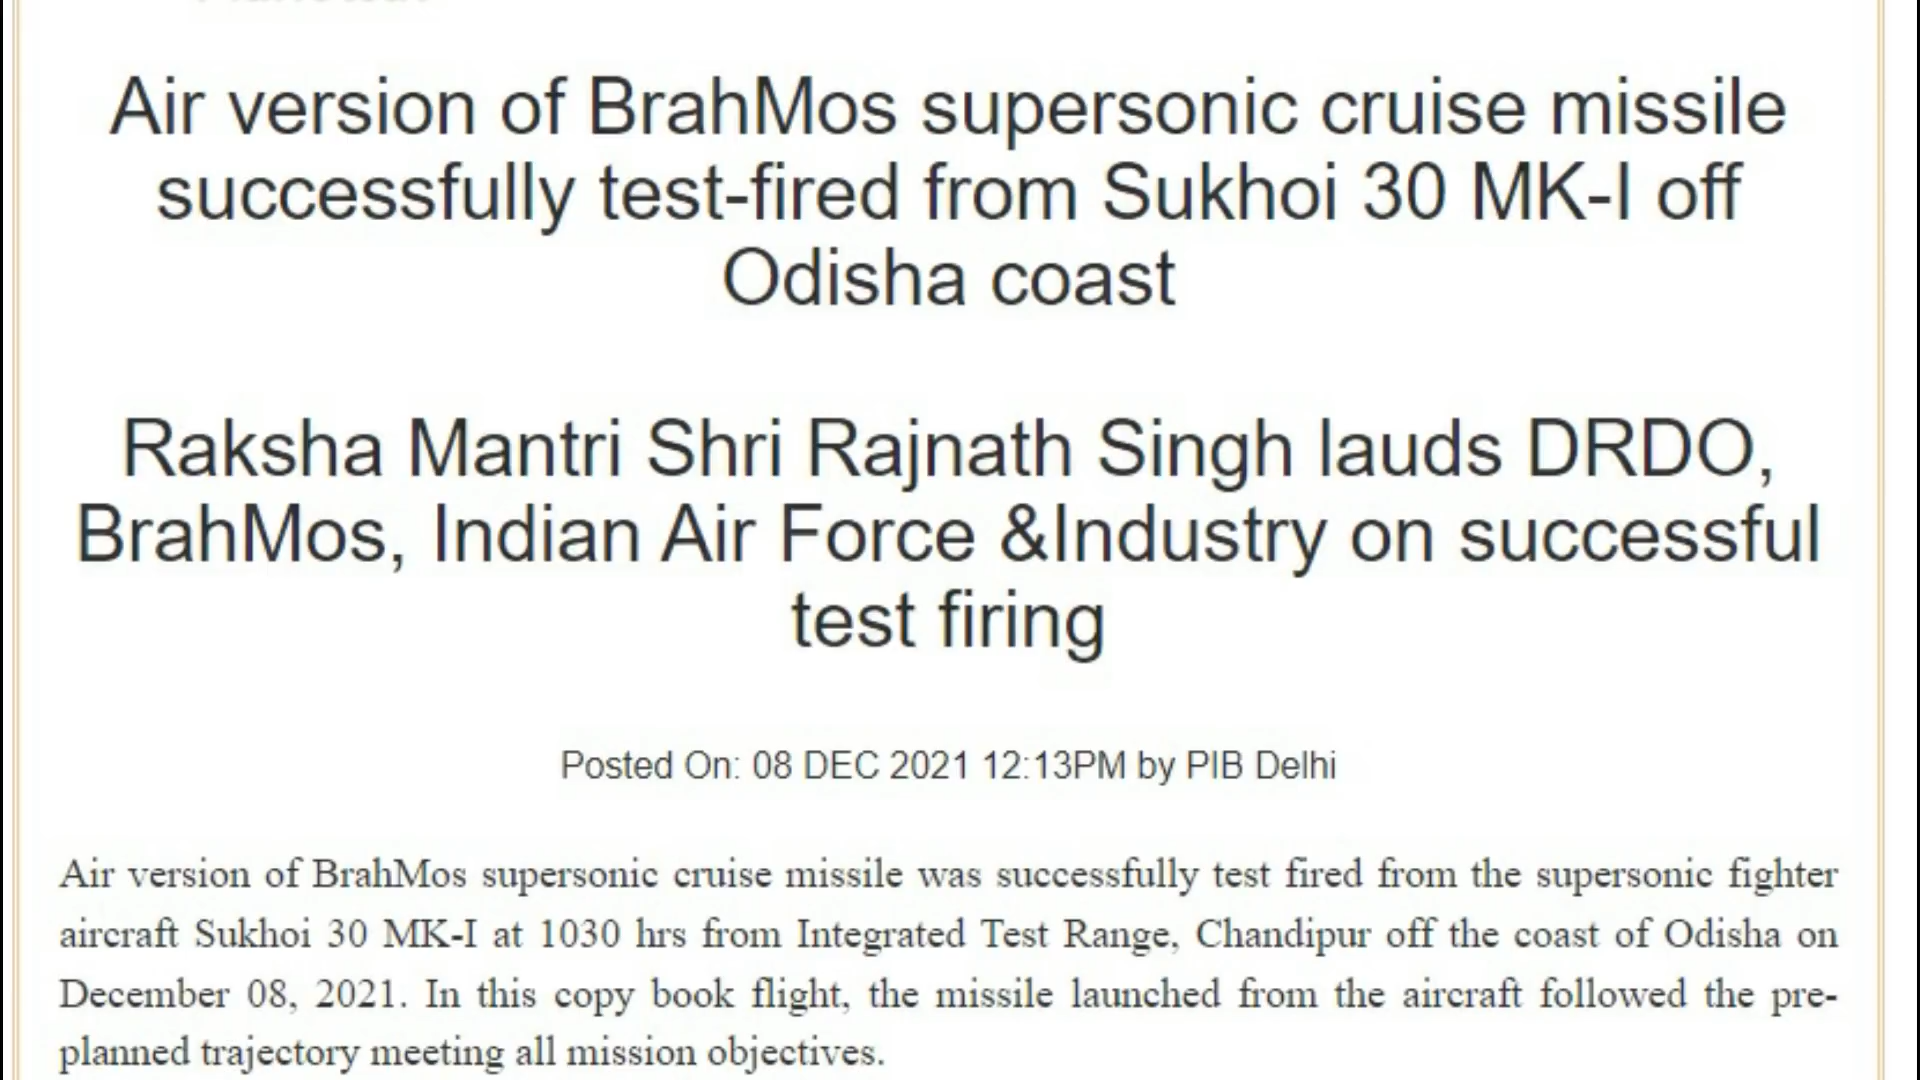 Air version of BrahMos supersonic cruise missile
successfully test-fired from Sukhoi 30 MK-I off
Odisha coast
Raksha Mantri Shri Rajnath Singh lauds DRDO,
BrahMos, Indian Air Force &Industry on successful
test firing
Posted On: 08 DEC 2021 12:13PM by PIB Delhi
Air version of BrahMos supersonic cruise missile was successfully test fired from the supersonic fighter
aircraft Sukhoi 30 MK-I at 1030 hrs from Integrated Test Range, Chandipur off the coast of Odisha on
December 08, 2021. In this copy book flight, the missile launched from the aircraft followed the pre-
planned trajectory meeting all mission objectives.